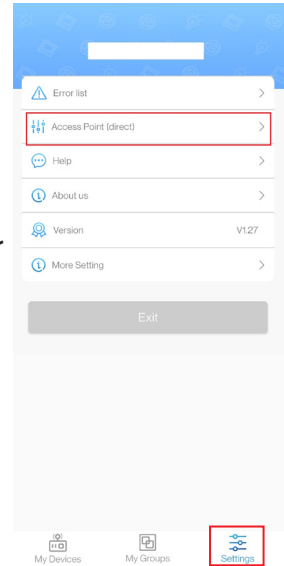 Error list
Access Point (direct)
Help
About us
Version V1.27
More Setting
Exit
My Devices My Groups Settings